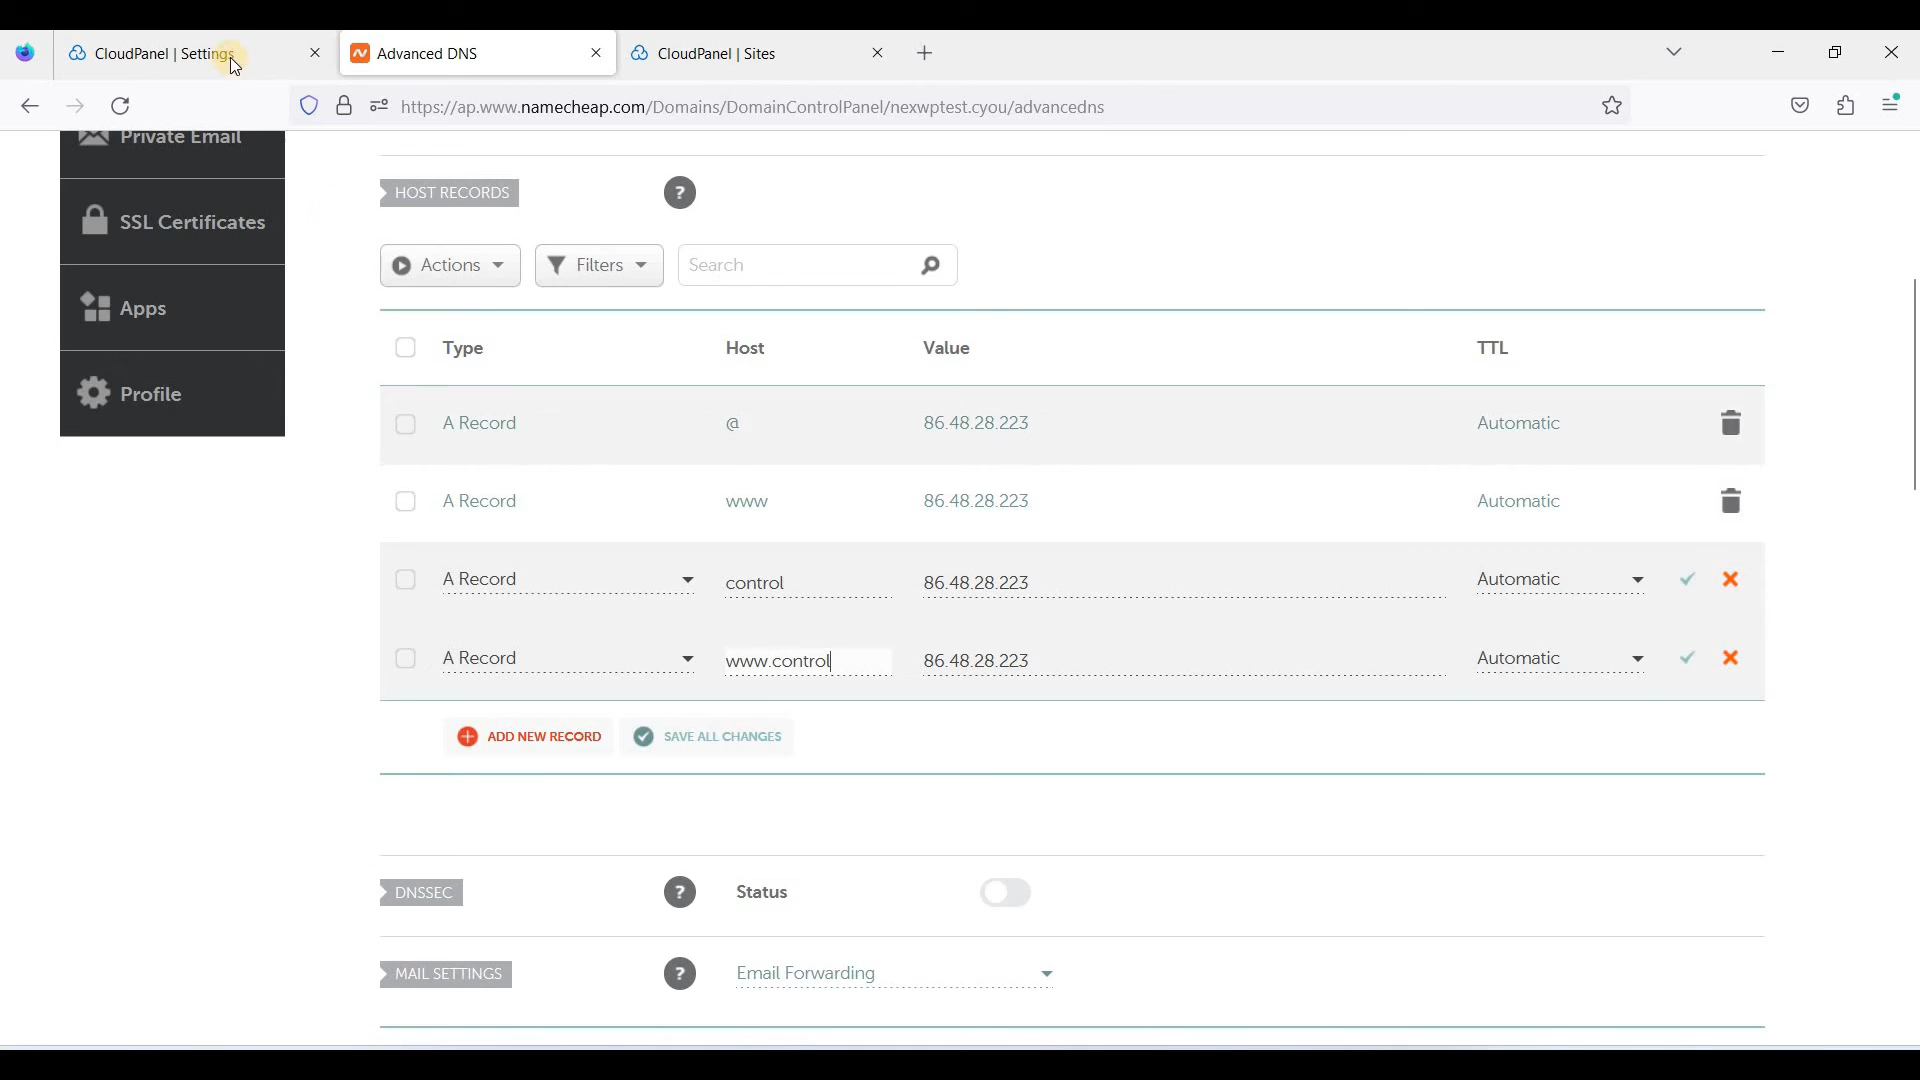 CloudPanel | Settings
Advanced DNS
CloudPanel | Sites
https://ap.www.namecheap.com/Domains/DomainControlPanel/nexwptest.cyou/advancedns
Private Email
SSL Certificates
Apps
Profile
HOST RECORDS ?
Actions Filters Search
Type Host Value TTL
A Record @ 86.48.28.223 Automatic
A Record www 86.48.28.223 Automatic
A Record control 86.48.28.223 Automatic
A Record www.control 86.48.28.223 Automatic
ADD NEW RECORD SAVE ALL CHANGES
DNSSEC ? Status
MAIL SETTINGS ? Email Forwarding